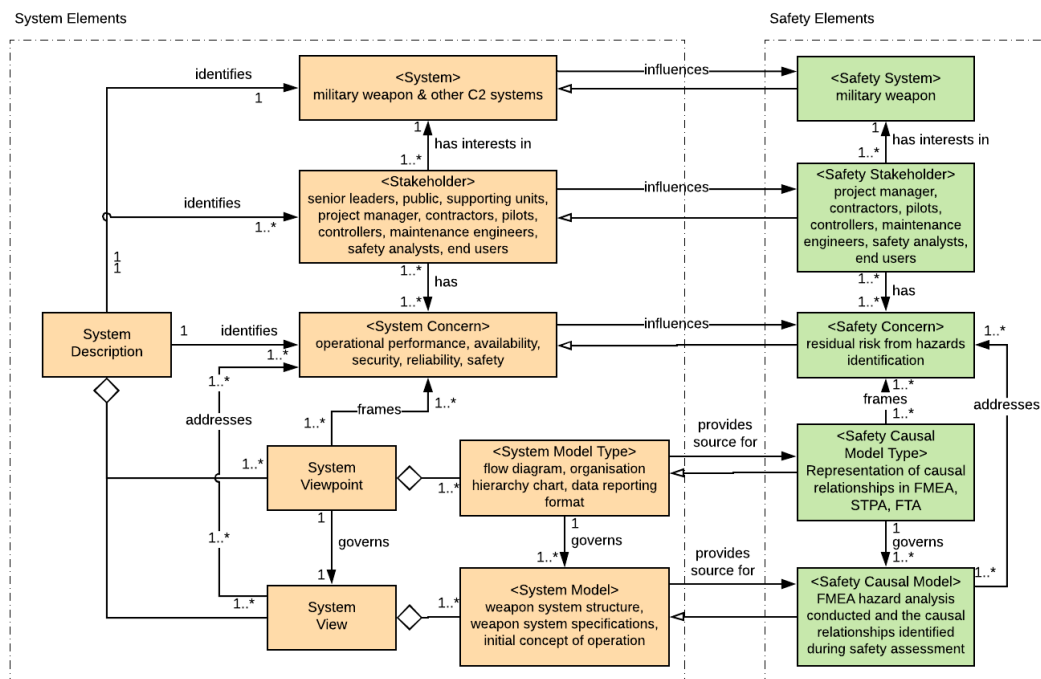 System Elements
Safety Elements
identifies
1
<System>
military weapon & other C2 systems
influences
<Safety System>
military weapon
1
has interests in
1..*
1
has interests in
1..*
identifies
1..*
<Stakeholder>
senior leaders, public, supporting units,
project manager, contractors, pilots,
controllers, maintenance engineers,
safety analysts, end users
influences
<Safety Stakeholder>
project manager,
contractors, pilots,
controllers,
maintenance
engineers,
safety analysts,
end users
1
1
1..*
has
1..*
1..*
has
1..*
System
Description
1
identifies
1..*
<System Concern>
operational performance, availability,
security, reliability, safety
influences
<Safety Concern>
residual risk from hazards
identification
1..*
1..*
addresses
1..*
frames
1..*
1..*
frames
1..*
addresses
1..*
System
Viewpoint
1..*
<System Model Type>
flow diagram, organisation
hierarchy chart, data reporting
format
provides
source for
<Safety Causal
Model Type>
Representation of causal
relationships in FMEA,
STPA, FTA
1
governs
1
1
governs
1..*
1
governs
1..*
1..*
1..*
System
View
1..*
<System Model>
weapon system structure,
weapon system specifications,
initial concept of operation
provides
source for
<Safety Causal Model>
FMEA hazard analysis
conducted and the causal
relationships identified
during safety assessment
1..*